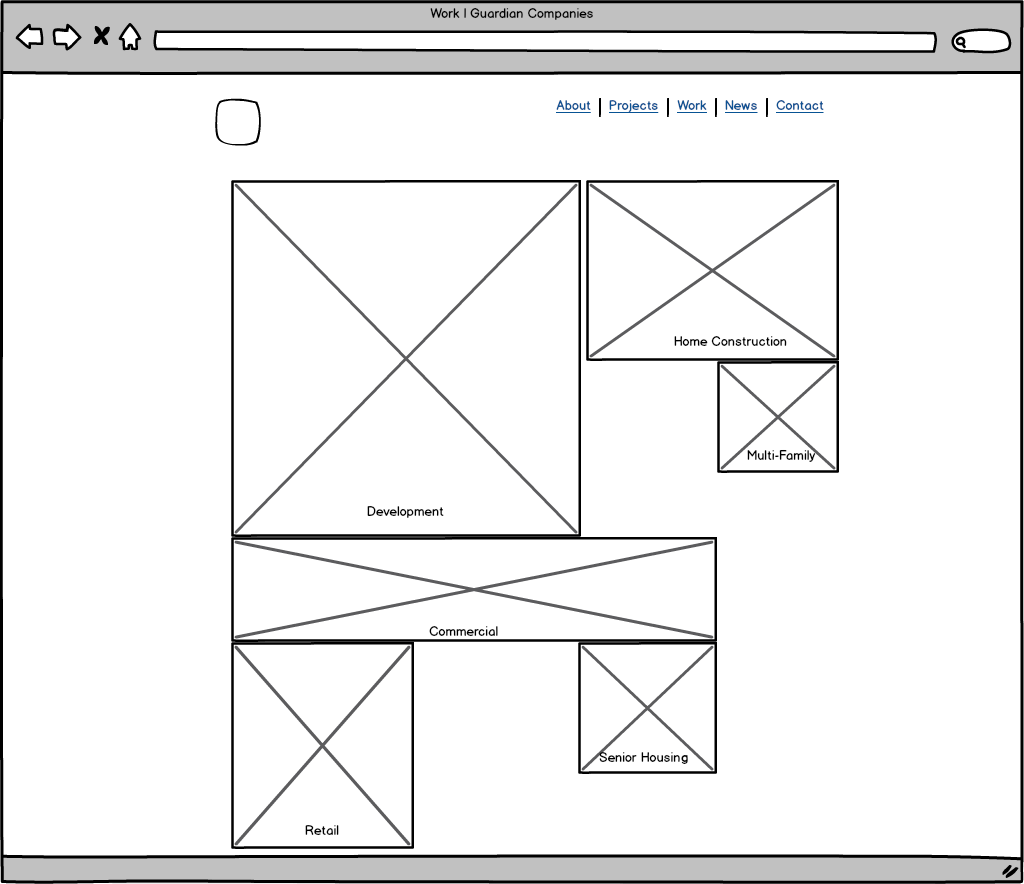 Work | Guardian Companies
About | Projects | Work | News | Contact
Home Construction
Multi-Family
Development
Commercial
Senior Housing
Retail